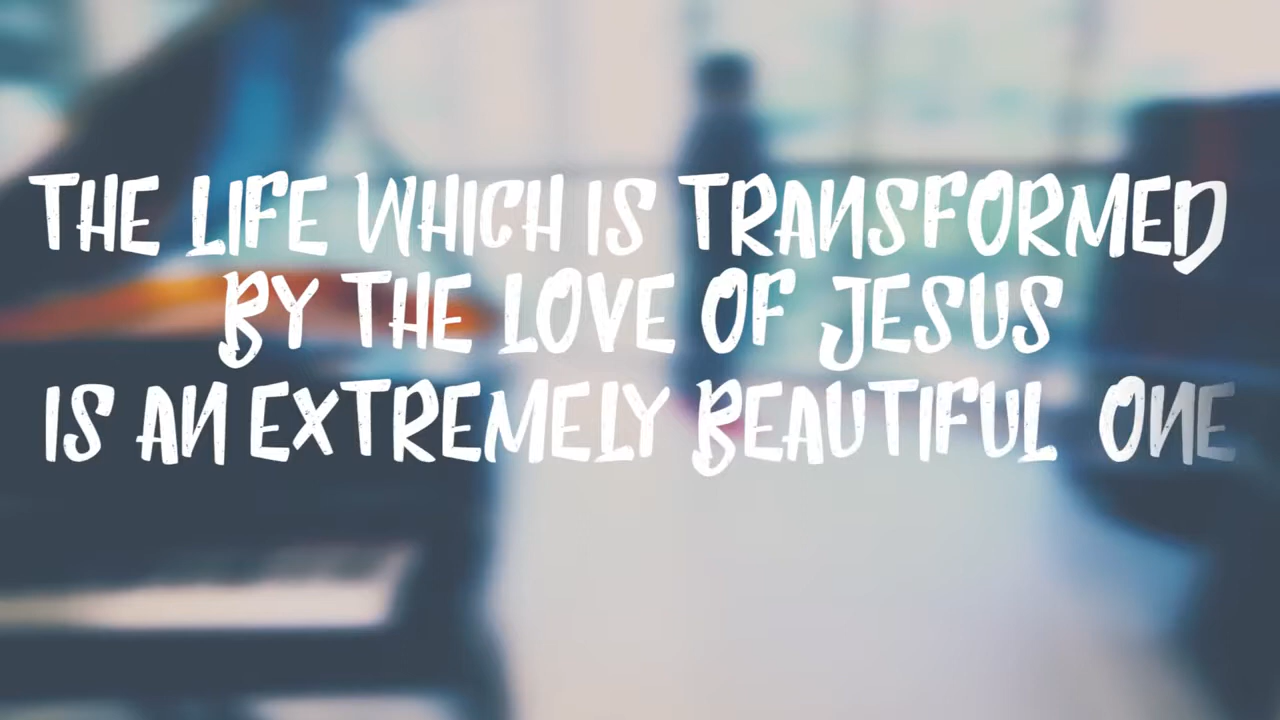 THE LIFE WHICH IS TRANSFORMED
BY THE LOVE OF JESUS
IS AN EXTREMELY BEAUTIFUL ONE